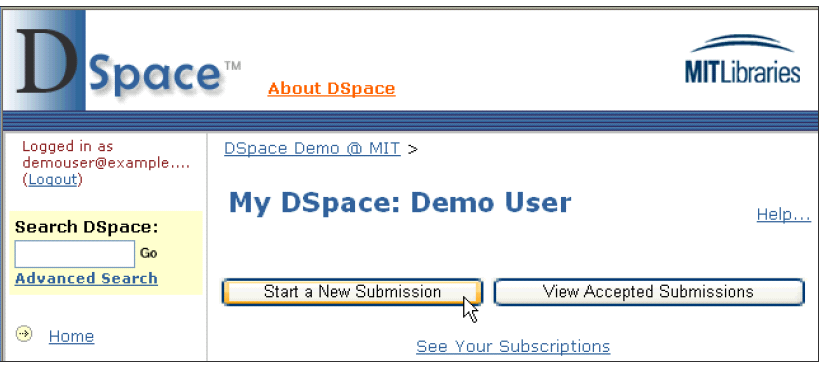 DSpace™
About DSpace
MITLibraries
Logged in as
demouser@example....
(Logout)
Search DSpace:
Go
Advanced Search
Home
DSpace Demo @ MIT >
My DSpace: Demo User
Help...
Start a New Submission
View Accepted Submissions
See Your Subscriptions